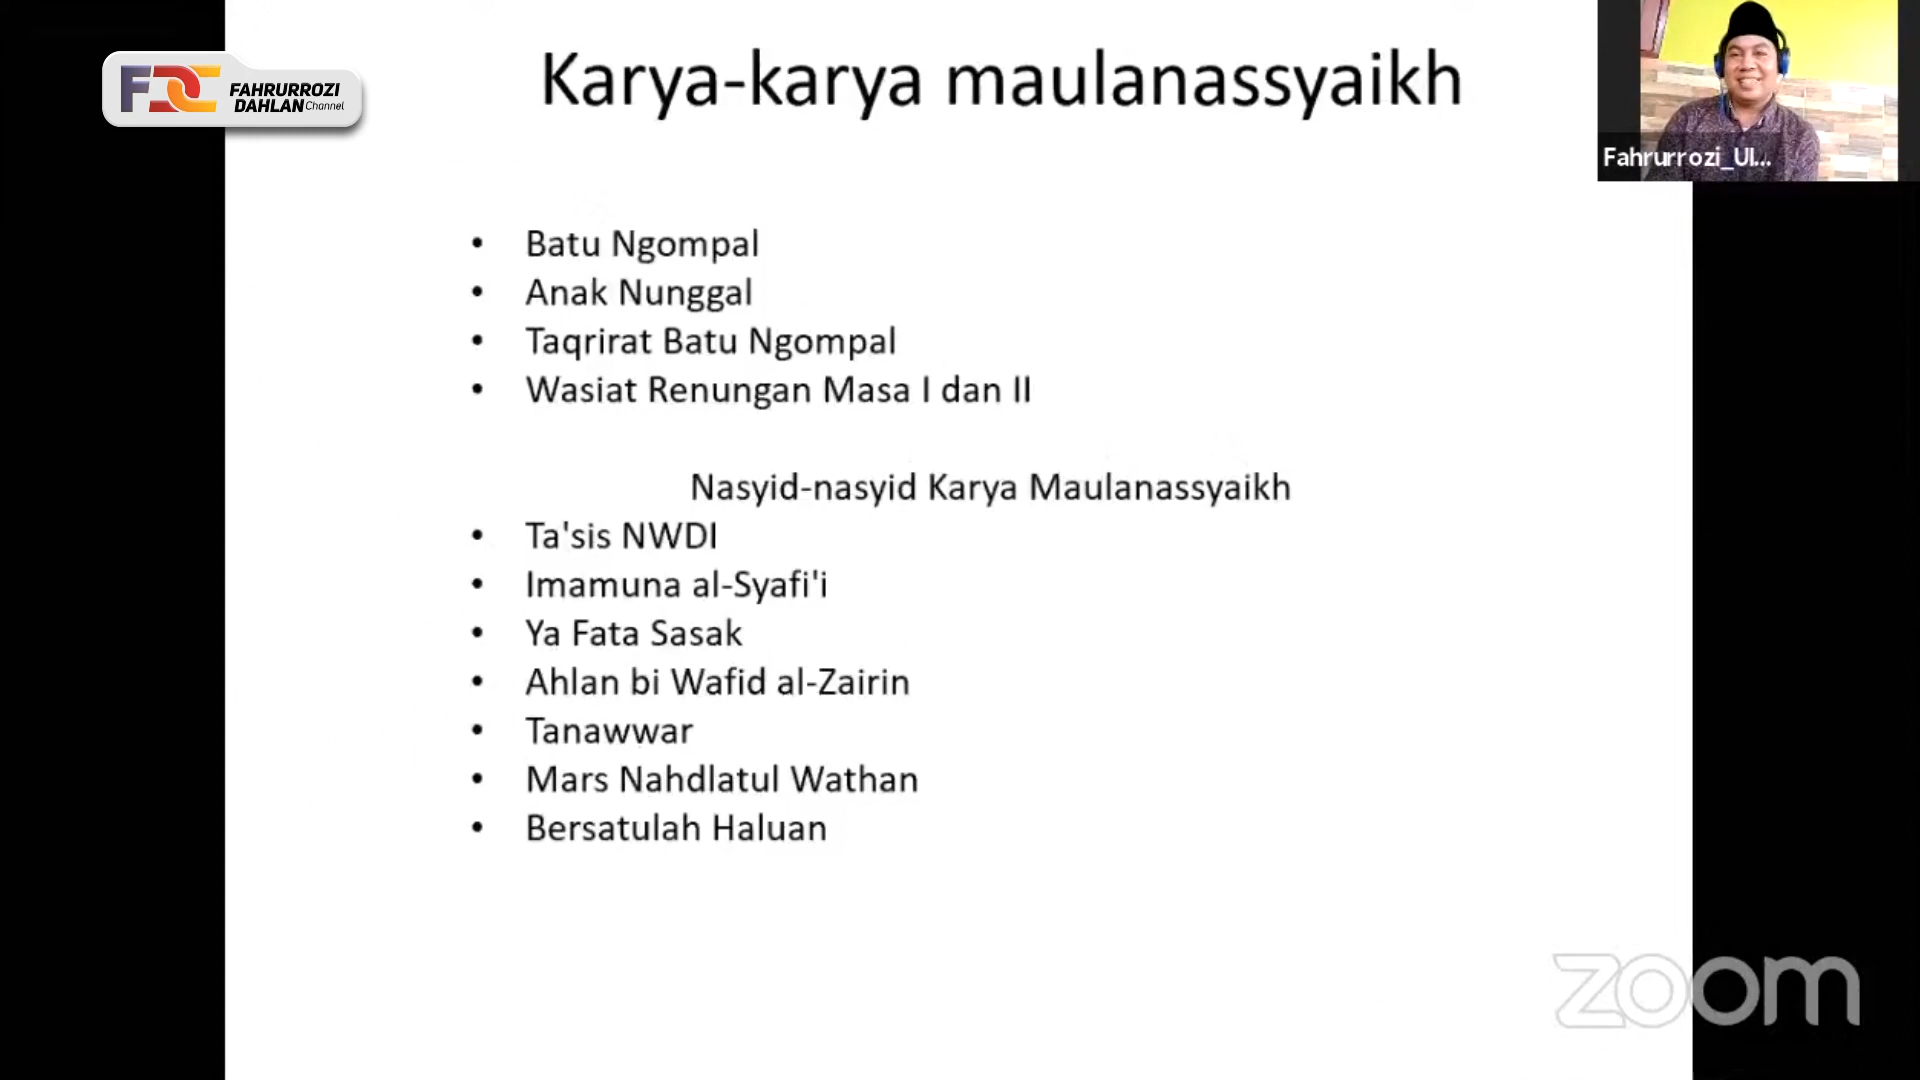 Karya-karya maulanassyaikh
FDC
FAHRURROZI
DAHLAN Channel
Fahrurrozi_UI...
• Batu Ngompal
• Anak Nunggal
• Taqrirat Batu Ngompal
• Wasiat Renungan Masa I dan II
Nasyid-nasyid Karya Maulanassyaikh
• Ta'sis NWDI
• Imamuna al-Syafi'i
• Ya Fata Sasak
• Ahlan bi Wafid al-Zairin
• Tanawwar
• Mars Nahdlatul Wathan
• Bersatulah Haluan
zoom